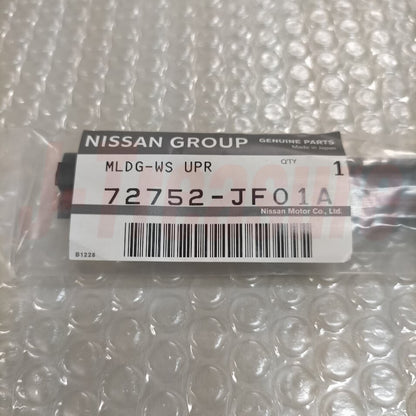 NISSAN GROUP GENUINE PARTS
Made in Japan
MLDG-WS UPR QTY 1
72752-JF01A
Nissan Motor Co., Ltd.
B1228